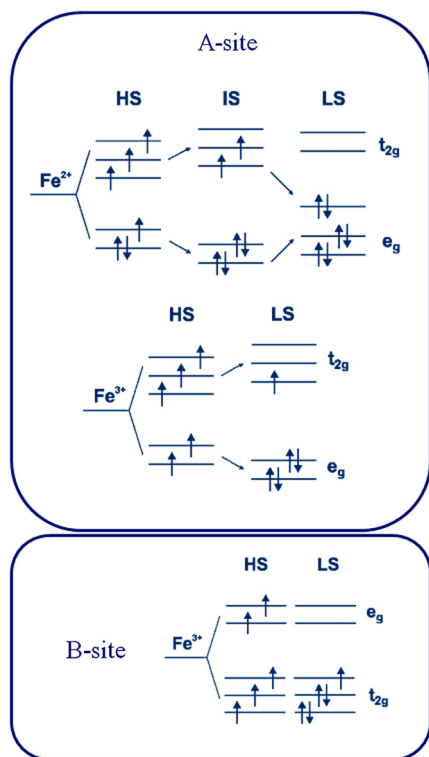 A-site
HS IS LS
t2g
Fe2+
eg
HS LS
t2g
Fe3+
eg
HS LS
eg
Fe3+
B-site
t2g